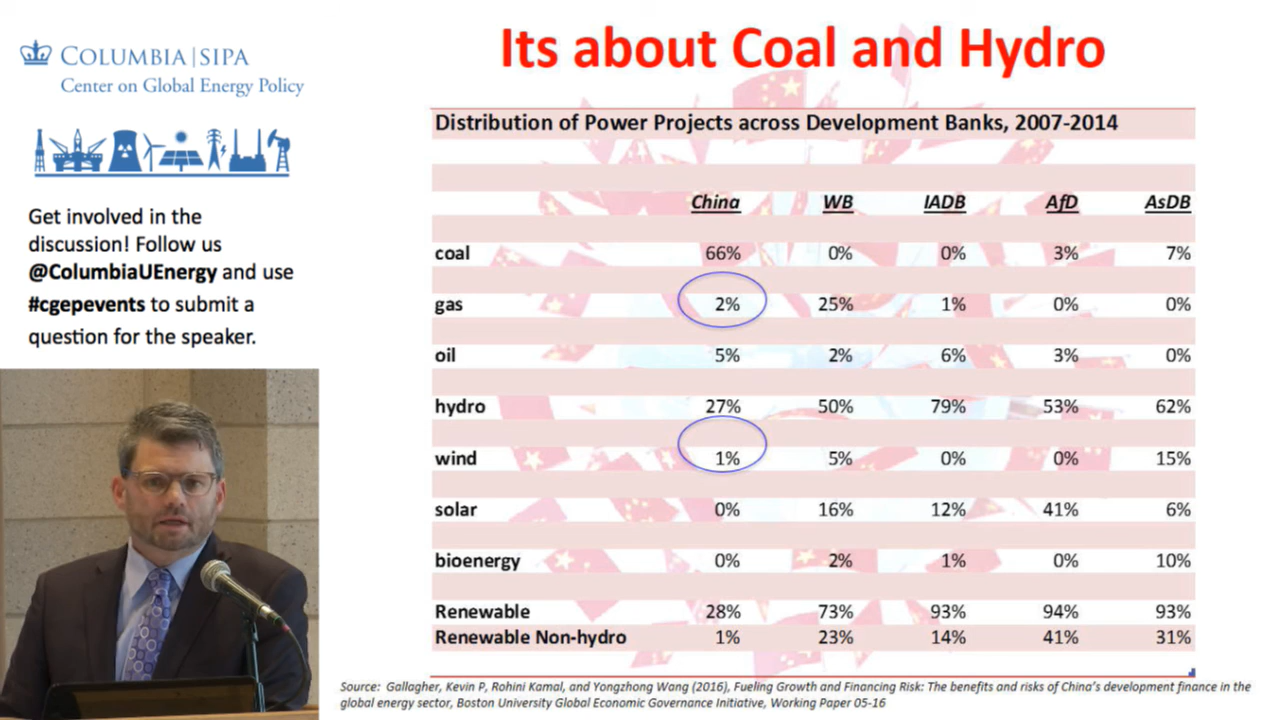 COLUMBIA | SIPA
Center on Global Energy Policy
Get involved in the
discussion! Follow us
@ColumbiaUEnergy and use
#cgepevents to submit a
question for the speaker.
Its about Coal and Hydro
Distribution of Power Projects across Development Banks, 2007-2014
China WB IADB AfD AsDB
coal 66% 0% 0% 3% 7%
gas 2% 25% 1% 0% 0%
oil 5% 2% 6% 3% 0%
hydro 27% 50% 79% 53% 62%
wind 1% 5% 0% 0% 15%
solar 0% 16% 12% 41% 6%
bioenergy 0% 2% 1% 0% 10%
Renewable 28% 73% 93% 94% 93%
Renewable Non-hydro 1% 23% 14% 41% 31%
Source: Gallagher, Kevin P, Rohini Kamal, and Yongzhong Wang (2016), Fueling Growth and Financing Risk: The benefits and risks of China's development finance in the
global energy sector, Boston University Global Economic Governance Initiative, Working Paper 05-16